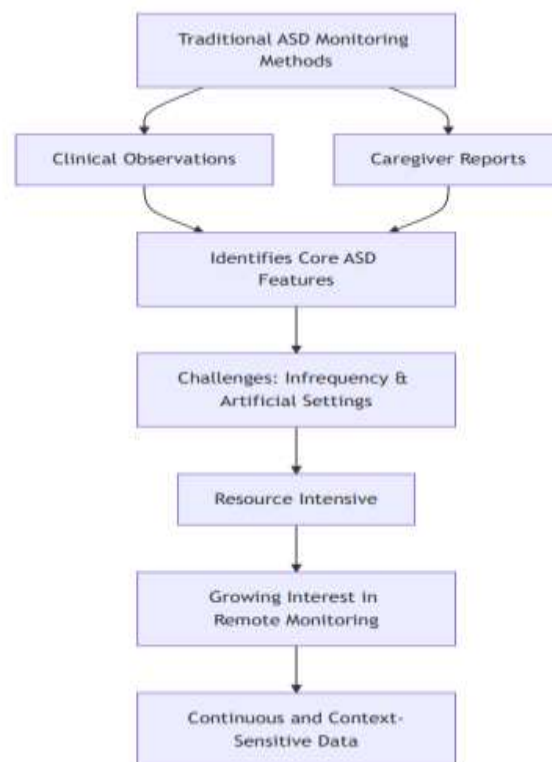 Traditional ASD Monitoring
Methods
Clinical Observations
Caregiver Reports
Identifies Core ASD
Features
Challenges: Infrequency &
Artificial Settings
Resource Intensive
Growing Interest in
Remote Monitoring
Continuous and Context-
Sensitive Data